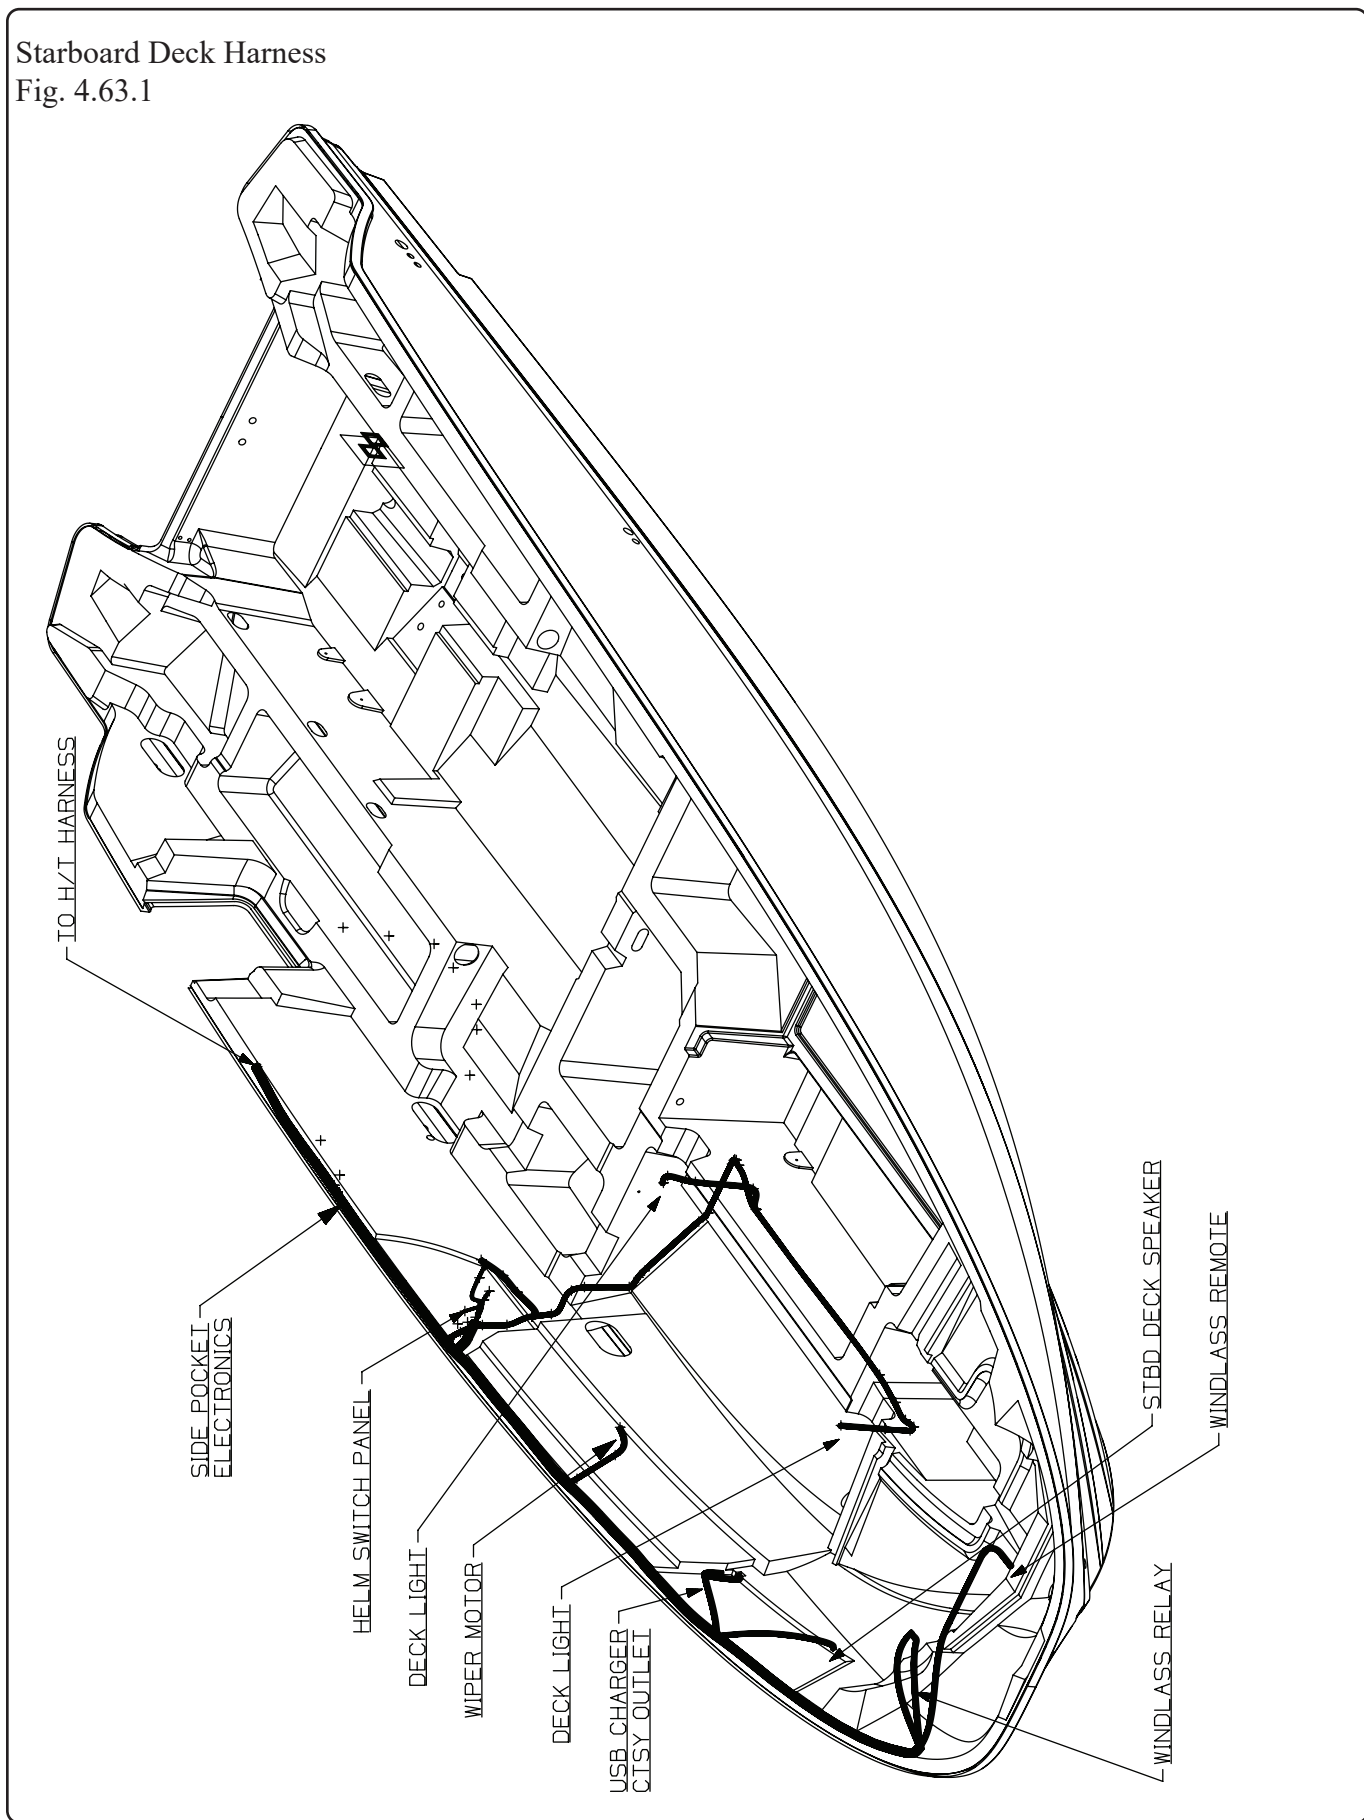 Starboard Deck Harness
Fig. 4.63.1
TO H/T HARNESS
SIDE POCKET
ELECTRONICS
HELM SWITCH PANEL
DECK LIGHT
WIPER MOTOR
DECK LIGHT
USB CHARGER
CTSY OUTLET
STBD DECK SPEAKER
WINDLASS REMOTE
WINDLASS RELAY